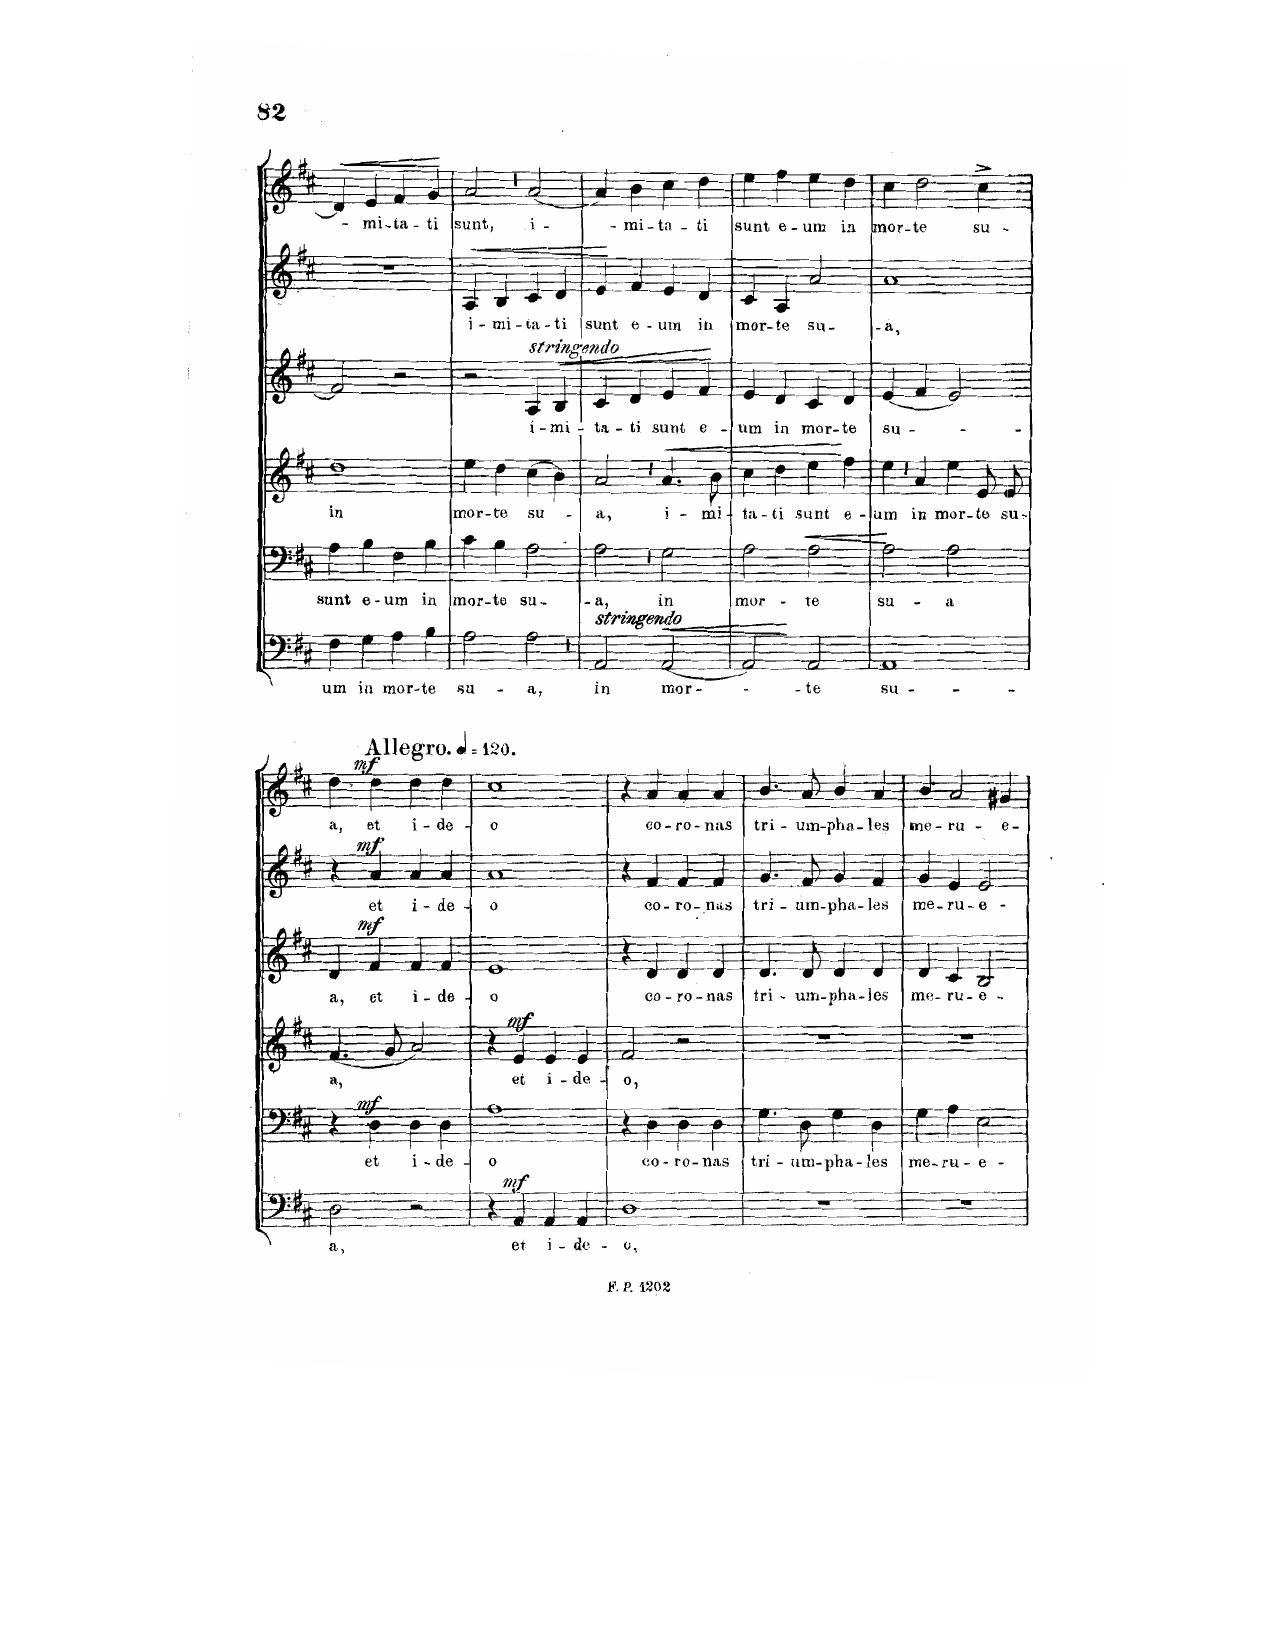 82
- mi - ta - ti sunt, i - - mi - ta - ti sunt e - um in mor - te su -
i - mi - ta - ti sunt e - um in mor - te su - - a,
stringendo
i - mi - ta - ti sunt e - um in mor - te su - - -
in mor - te su - a, i - mi - ta - ti sunt e - um in mor - te su -
sunt e - um in mor - te su - - a, in mor - te su - a
stringendo
um in mor - te su - a, in mor - - - te su - - -
Allegro. = 120.
mf
a, et i - de - o co - ro - nas tri - um - pha - les me - ru - e -
mf
et i - de - o co - ro - nas tri - um - pha - les me - ru - e -
mf
a, et i - de - o co - ro - nas tri - um - pha - les me - ru - e -
mf
a, et i - de - o,
mf
et i - de - o co - ro - nas tri - um - pha - les me - ru - e -
mf
a, et i - de - o,
F. P. 1202